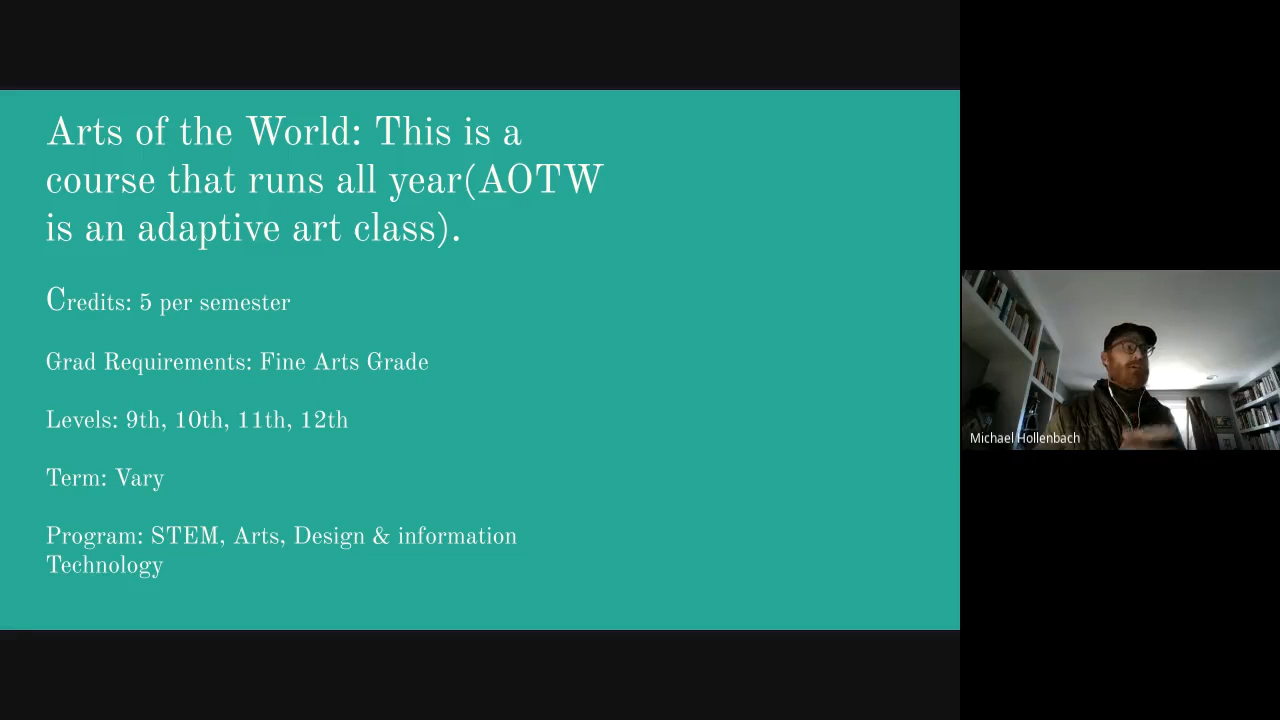 Arts of the World: This is a
course that runs all year(AOTW
is an adaptive art class).
Credits: 5 per semester
Grad Requirements: Fine Arts Grade
Levels: 9th, 10th, 11th, 12th
Term: Vary
Program: STEM, Arts, Design & information
Technology
Michael Hollenbach